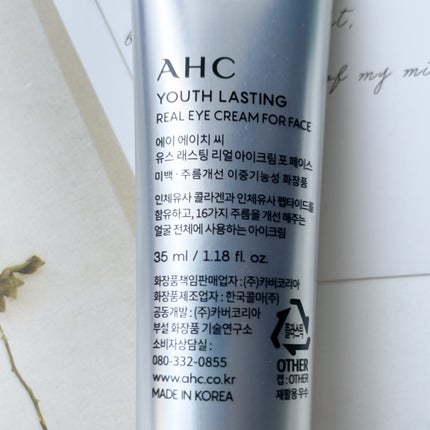 AHC
YOUTH LASTING
REAL EYE CREAM FOR FACE
에이 에이치 씨
유스 래스팅 리얼 아이크림 포 페이스
미백 · 주름개선 이중기능성 화장품
인체유사 콜라겐과 인체유사 펩타이드를
함유하고, 16가지 주름을 개선 해주는
얼굴 전체에 사용하는 아이크림
35 ml / 1.18 fl. oz.
화장품책임판매업자 : (주)카버코리아
화장품제조업자 : 한국콜마(주)
공동개발 : (주)카버코리아
부설 화장품 기술연구소
소비자상담실 :
080-332-0855
www.ahc.co.kr
MADE IN KOREA
플라스틱
OTHER
캡 : OTHER
재활용우수
of my mi